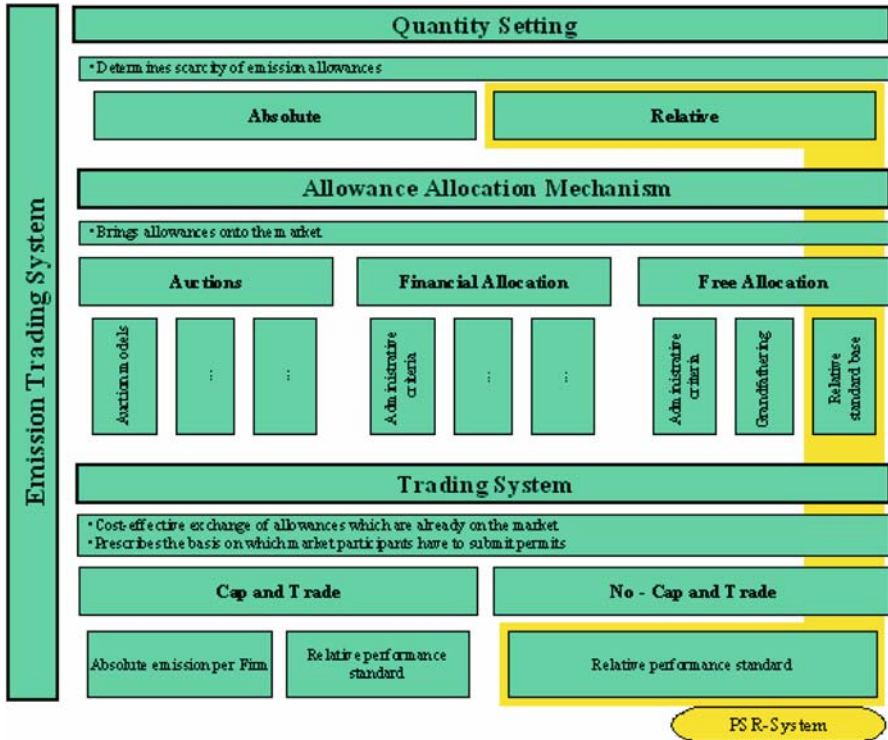 Emission Trading System
Quantity Setting
• Determines scarcity of emission allowances
Absolute
Relative
Allowance Allocation Mechanism
• Brings allowances onto the market
Auctions
Financial Allocation
Free Allocation
Auction models
...
...
Administrative
criteria
...
...
Administrative
criteria
Grandfathering
Relative
standard base
Trading System
• Cost-effective exchange of allowances which are already on the market
• Prescribes the basis on which market participants have to submit permits
Cap and Trade
No - Cap and Trade
Absolute emission per Firm
Relative performance
standard
Relative performance standard
PSR-System